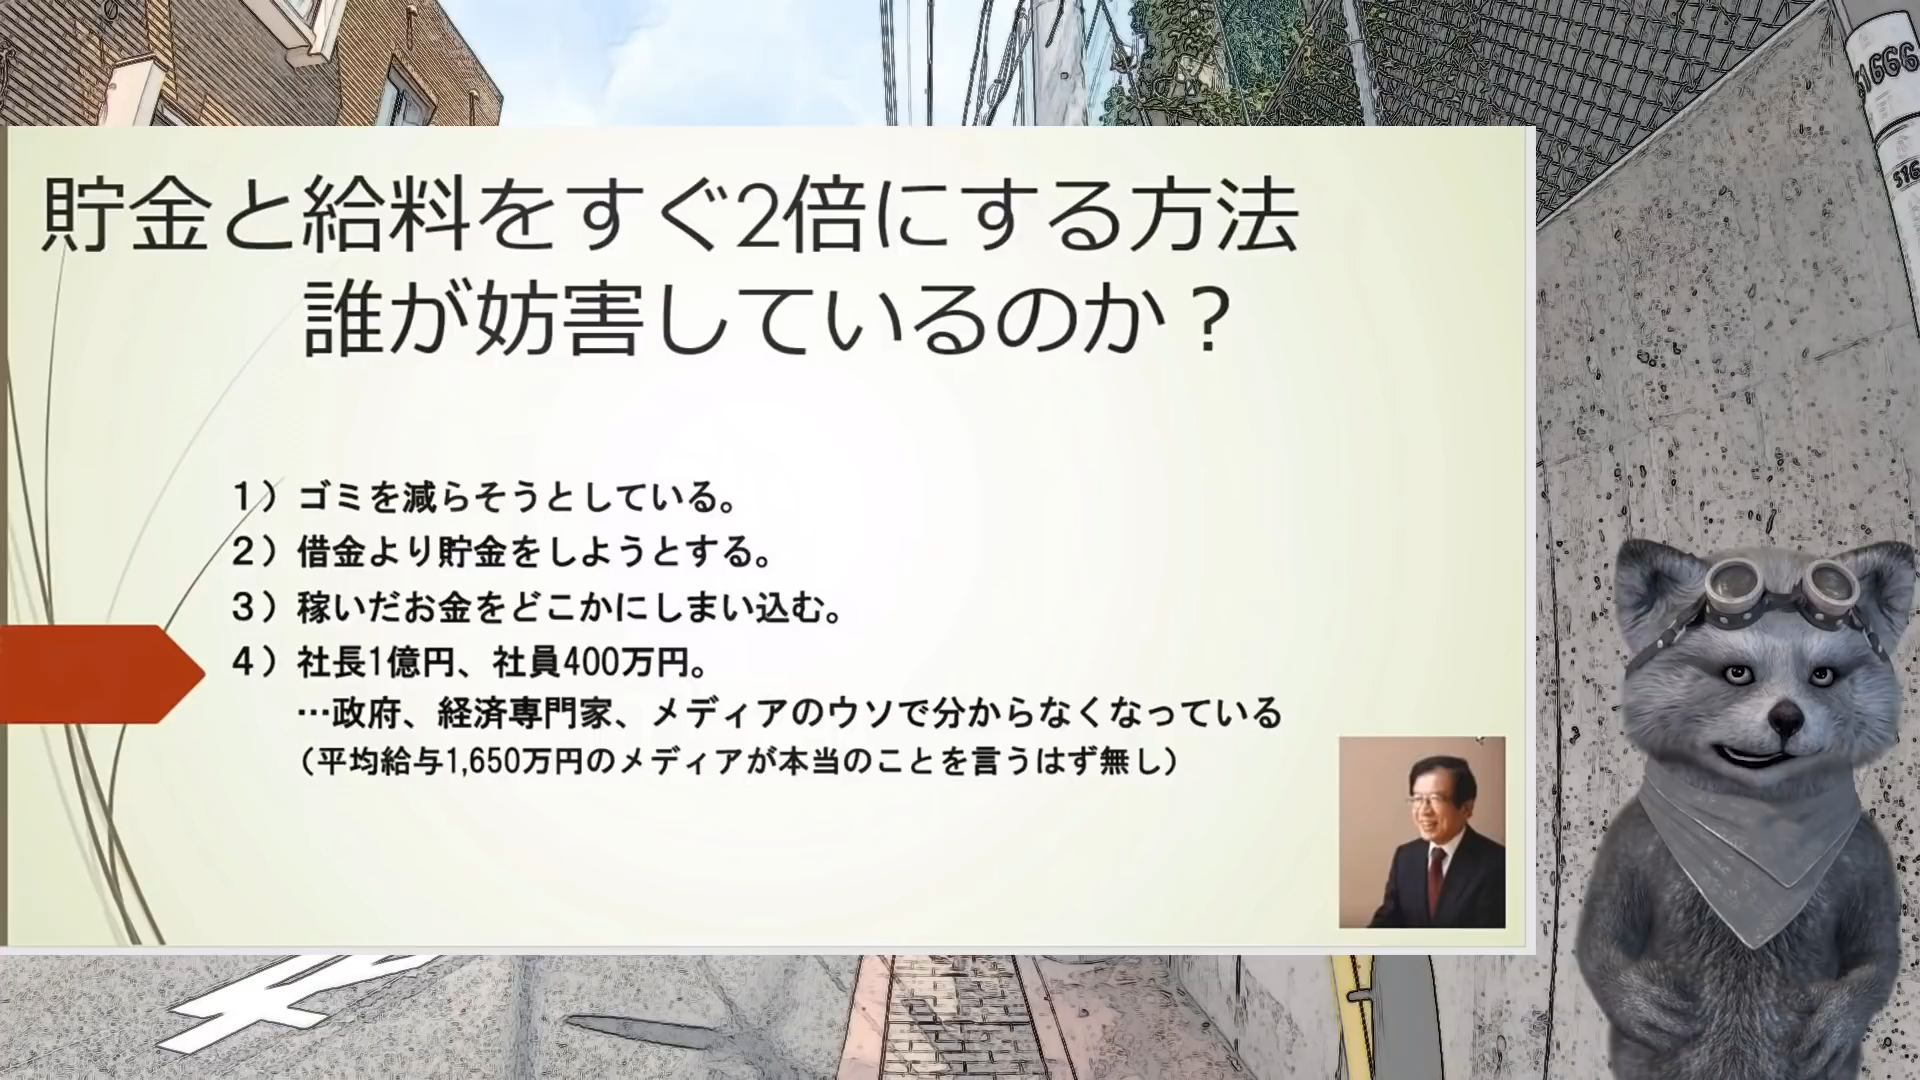 貯金と給料をすぐ2倍にする方法
誰が妨害しているのか？
１）ゴミを減らそうとしている。
２）借金より貯金をしようとする。
３）稼いだお金をどこかにしまい込む。
４）社長1億円、社員400万円。
…政府、経済専門家、メディアのウソで分からなくなっている
（平均給与1,650万円のメディアが本当のことを言うはず無し）